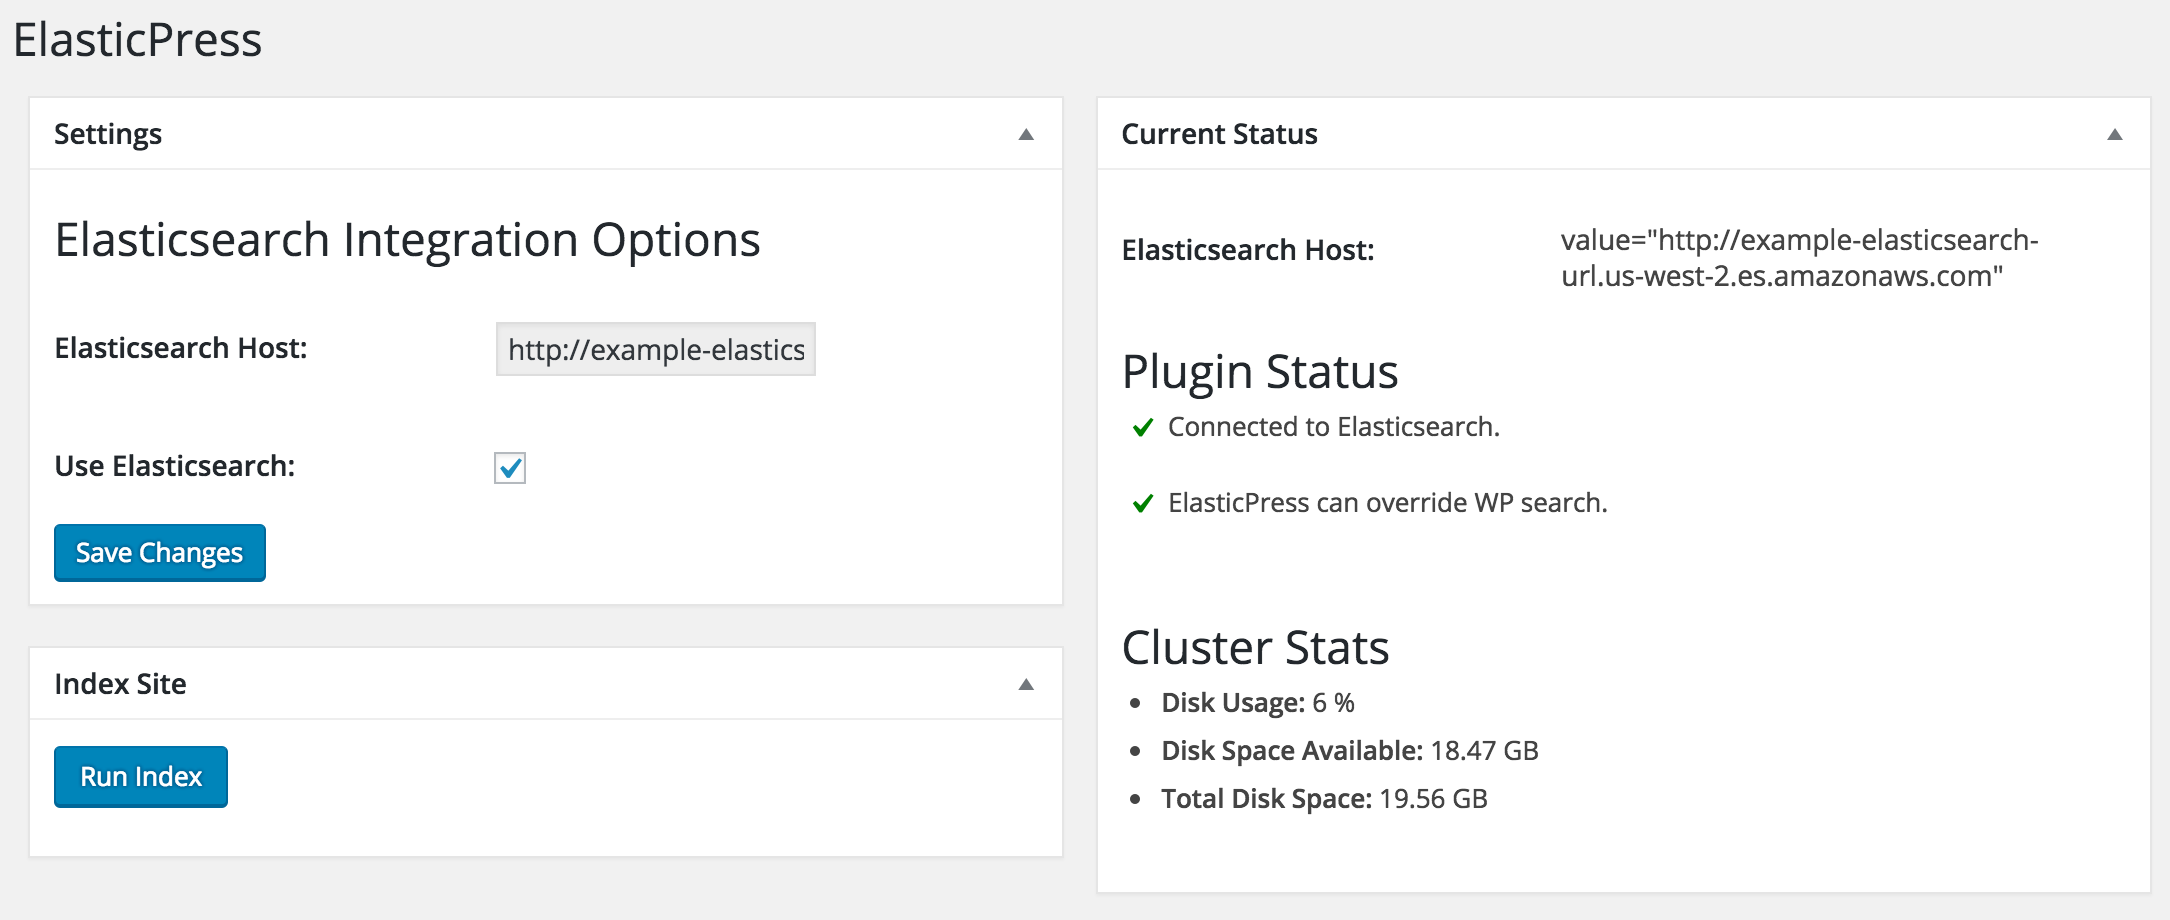 ElasticPress
Settings
Elasticsearch Integration Options
Elasticsearch Host: http://example-elastics
Use Elasticsearch:
Save Changes
Index Site
Run Index
Current Status
Elasticsearch Host: value="http://example-elasticsearch-
url.us-west-2.es.amazonaws.com"
Plugin Status
Connected to Elasticsearch.
ElasticPress can override WP search.
Cluster Stats
• Disk Usage: 6 %
• Disk Space Available: 18.47 GB
• Total Disk Space: 19.56 GB